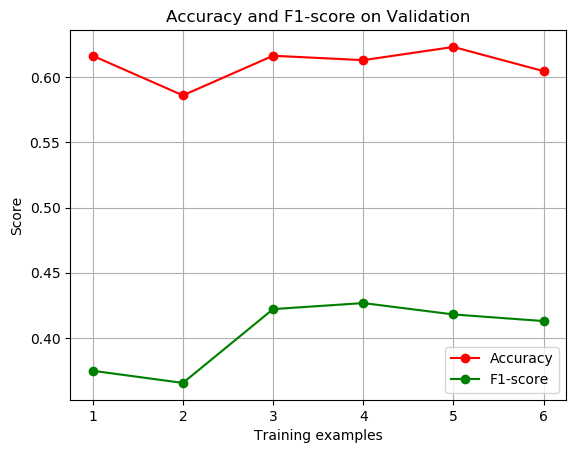 Accuracy and F1-score on Validation
Score
0.60
0.55
0.50
0.45
0.40
Accuracy
F1-score
1 2 3 4 5 6
Training examples